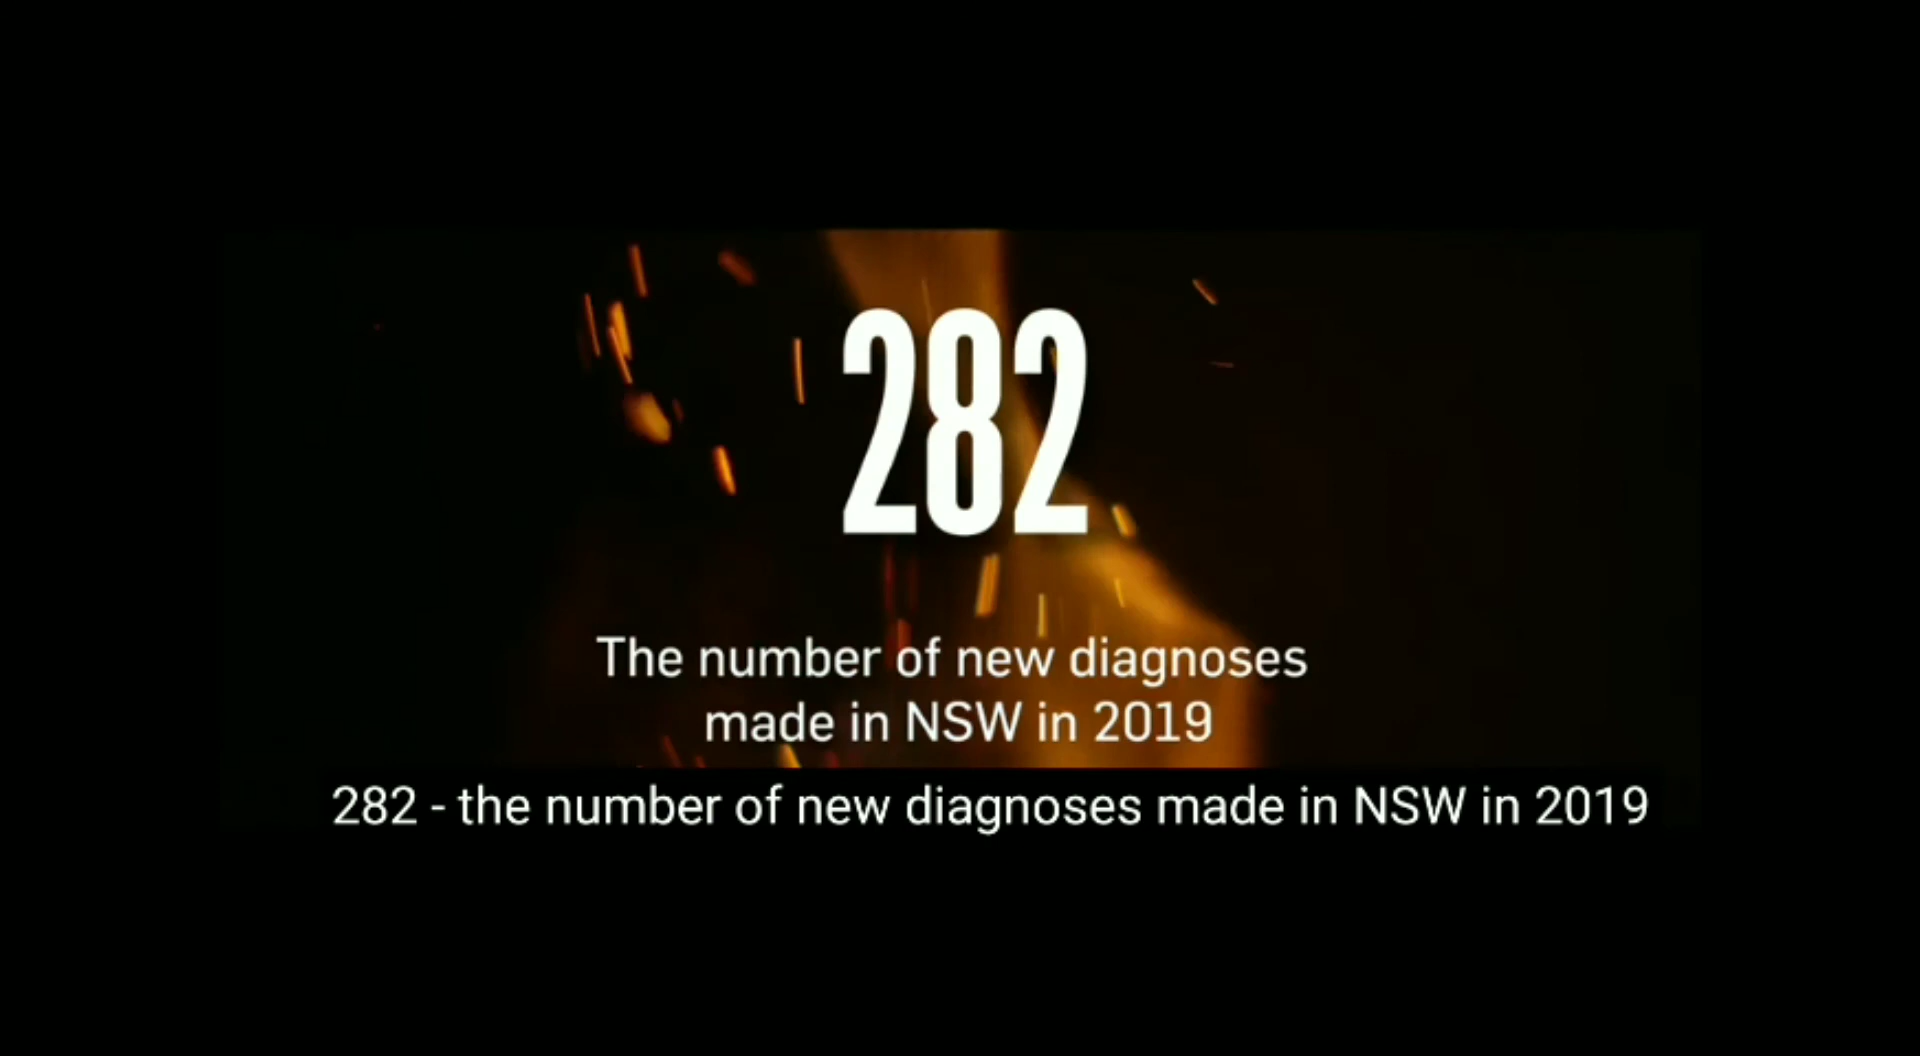 282
The number of new diagnoses
made in NSW in 2019
282 - the number of new diagnoses made in NSW in 2019